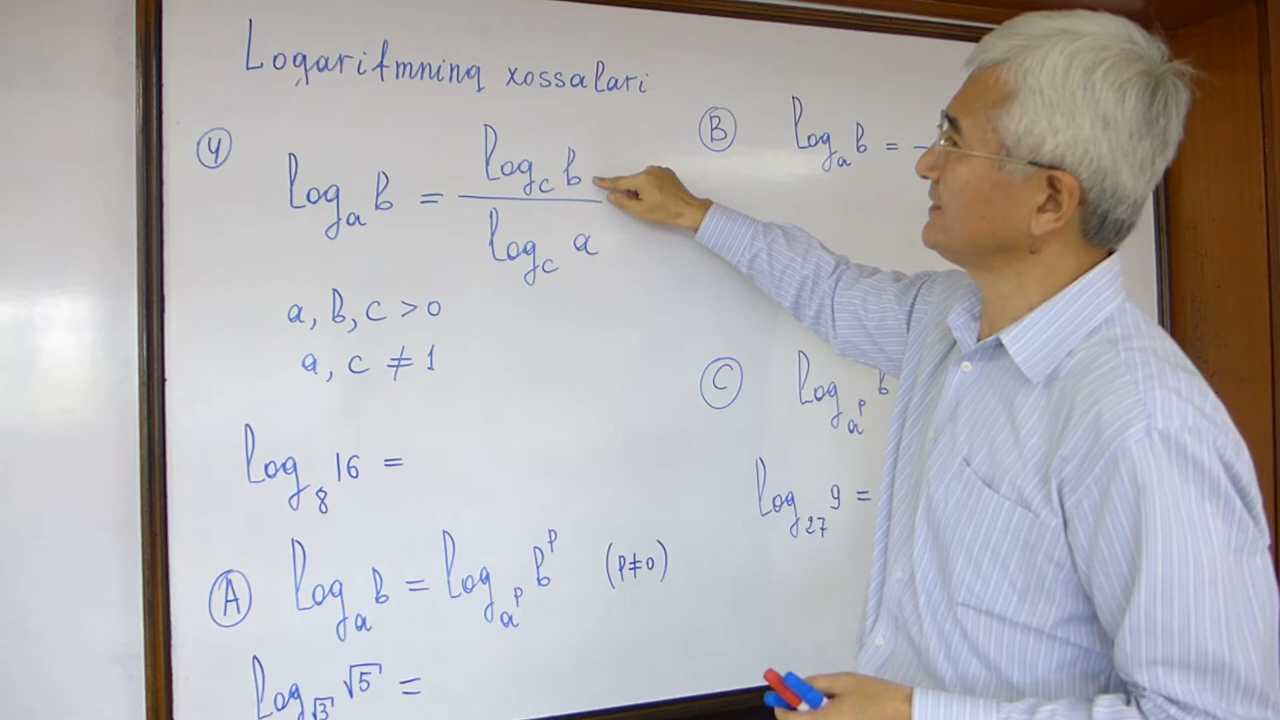 Logaritmning xossalari
④
log_a b = log_c b / log_c a
a, b, c > 0
a, c ≠ 1
log_8 16 =
Ⓐ log_a b = log_{a^p} b^p (p≠0)
log_{√3} √5 =
Ⓑ log_a b =
Ⓒ log_{a^p} b
log_27 9 =